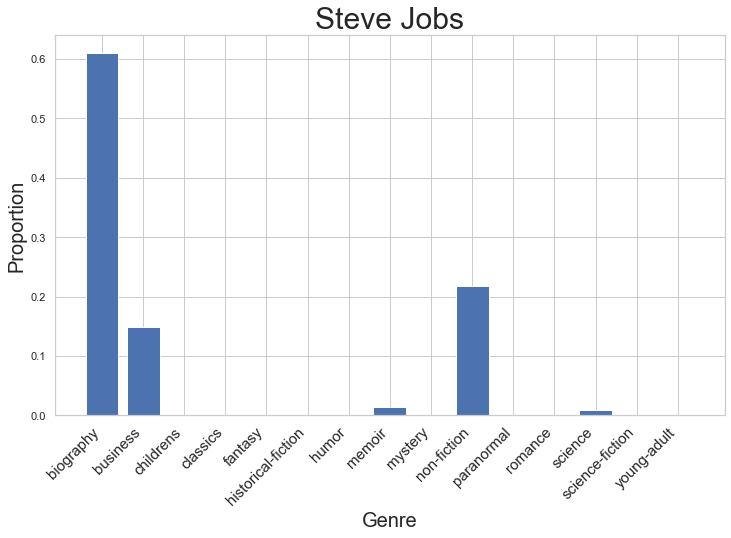 Steve Jobs
Proportion
0.6
0.5
0.4
0.3
0.2
0.1
0.0
biography
business
childrens
classics
fantasy
historical-fiction
humor
memoir
mystery
non-fiction
paranormal
romance
science
science-fiction
young-adult
Genre